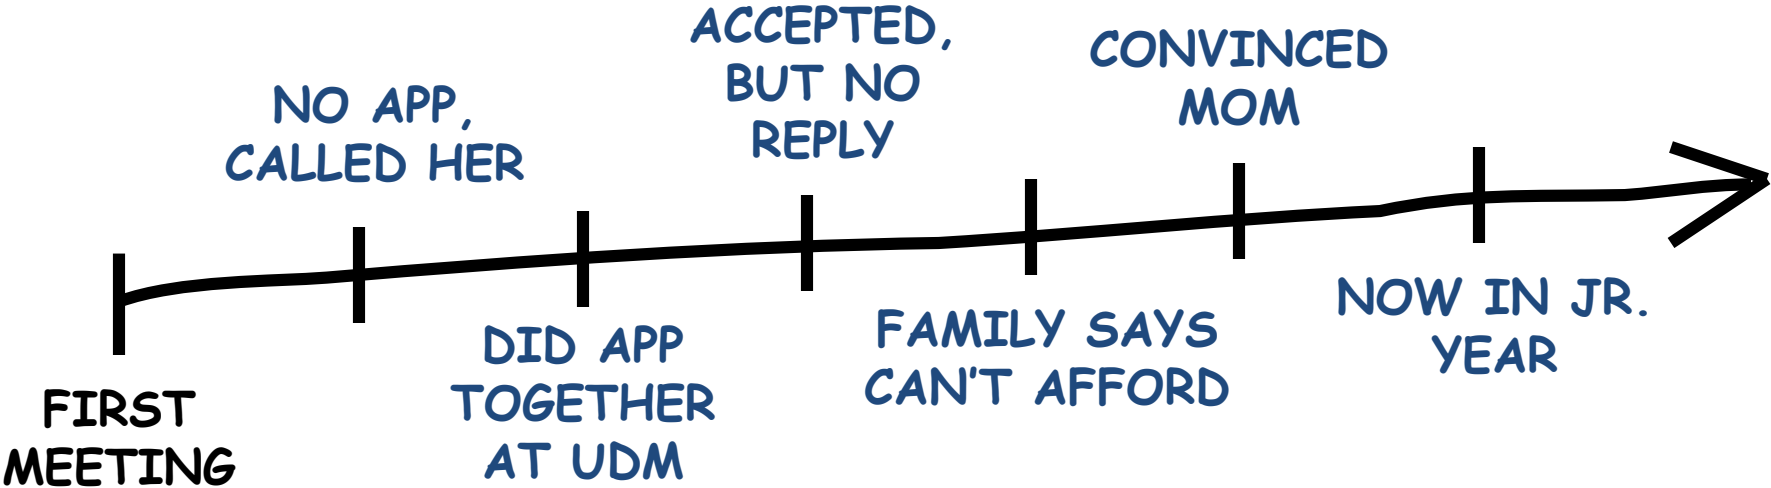 FIRST
MEETING
NO APP,
CALLED HER
DID APP
TOGETHER
AT UDM
ACCEPTED,
BUT NO
REPLY
FAMILY SAYS
CAN'T AFFORD
CONVINCED
MOM
NOW IN JR.
YEAR